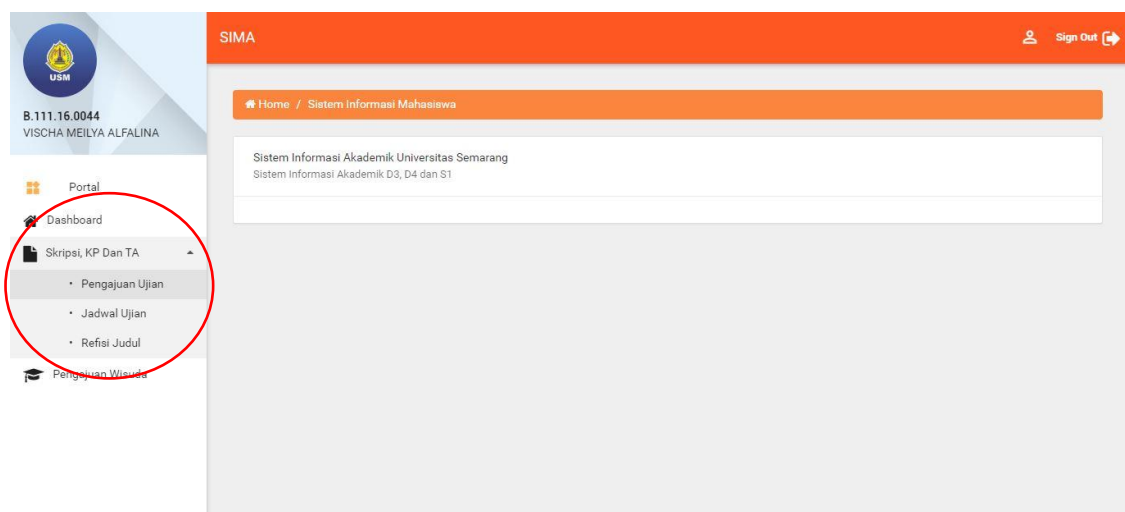 USM
B.111.16.0044
VISCHA MEILYA ALFALINA
Portal
Dashboard
Skripsi, KP Dan TA
• Pengajuan Ujian
• Jadwal Ujian
• Refisi Judul
Pengajuan Wisuda
SIMA
Sign Out
Home / Sistem Informasi Mahasiswa
Sistem Informasi Akademik Universitas Semarang
Sistem Informasi Akademik D3, D4 dan S1